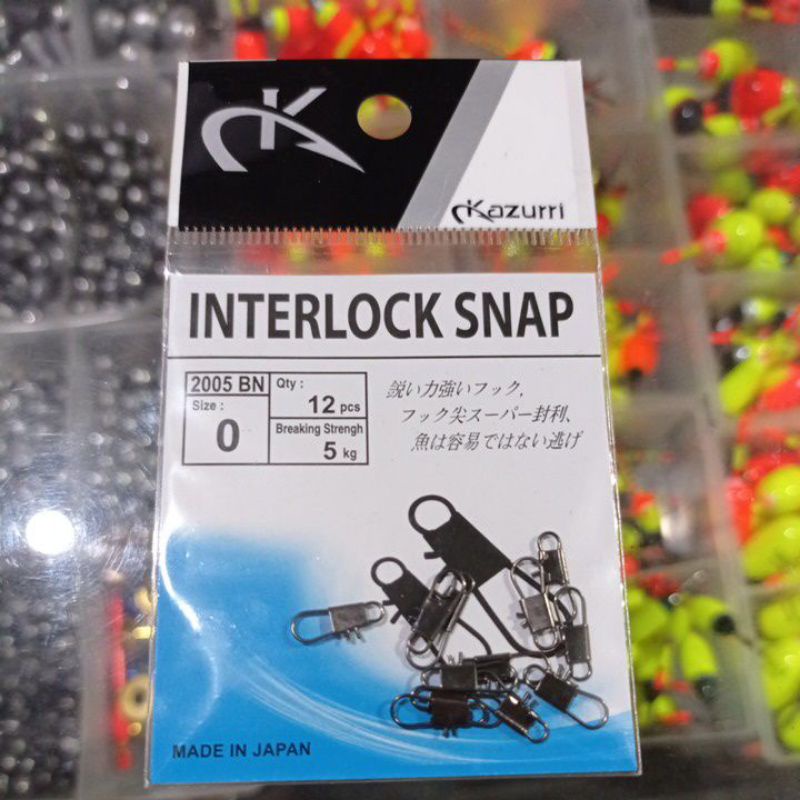 K
Kazurri
INTERLOCK SNAP
2005 BN
Size :
0
Qty :
12 pcs
Breaking Strengh
5 kg
鋭い力強いフック,
フック尖スーパー封利、
魚は容易ではない逃げ
MADE IN JAPAN